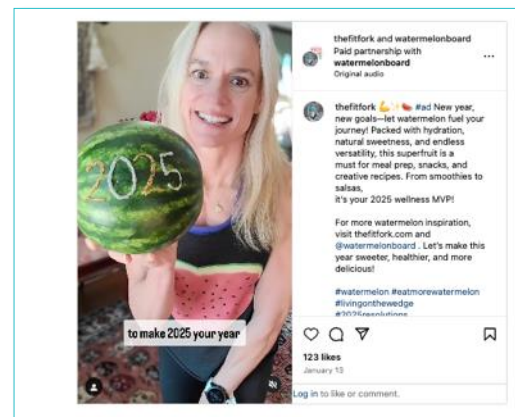 2025
to make 2025 your year
thefitfork and watermelonboard
Paid partnership with
watermelonboard
Original audio
thefitfork 💪✨🍉 #ad New year,
new goals—let watermelon fuel your
journey! Packed with hydration,
natural sweetness, and endless
versatility, this superfruit is a
must for meal prep, snacks, and
creative recipes. From smoothies to
salsas,
it's your 2025 wellness MVP!
For more watermelon inspiration,
visit thefitfork.com and
@watermelonboard . Let's make this
year sweeter, healthier, and more
delicious!
#watermelon #eatmorewatermelon
#livingonthewedge
#2025resolutions
123 likes
January 13
Log in to like or comment.